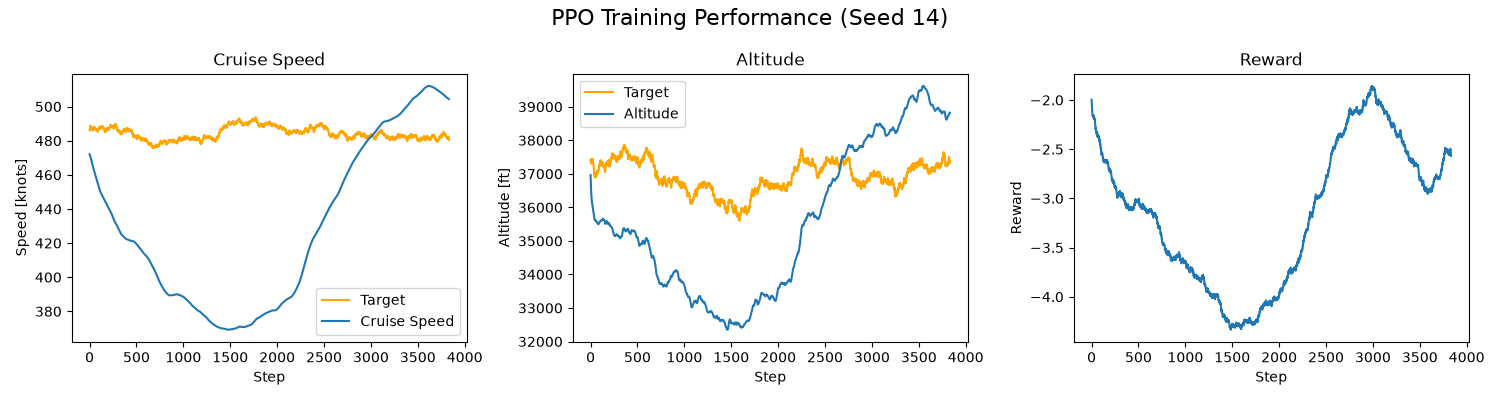 PPO Training Performance (Seed 14)
Cruise Speed
Speed [knots]
500
480
460
440
420
400
380
Target
Cruise Speed
0 500 1000 1500 2000 2500 3000 3500 4000
Step
Altitude
Altitude [ft]
39000
38000
37000
36000
35000
34000
33000
32000
Target
Altitude
0 500 1000 1500 2000 2500 3000 3500 4000
Step
Reward
Reward
−2.0
−2.5
−3.0
−3.5
−4.0
0 500 1000 1500 2000 2500 3000 3500 4000
Step